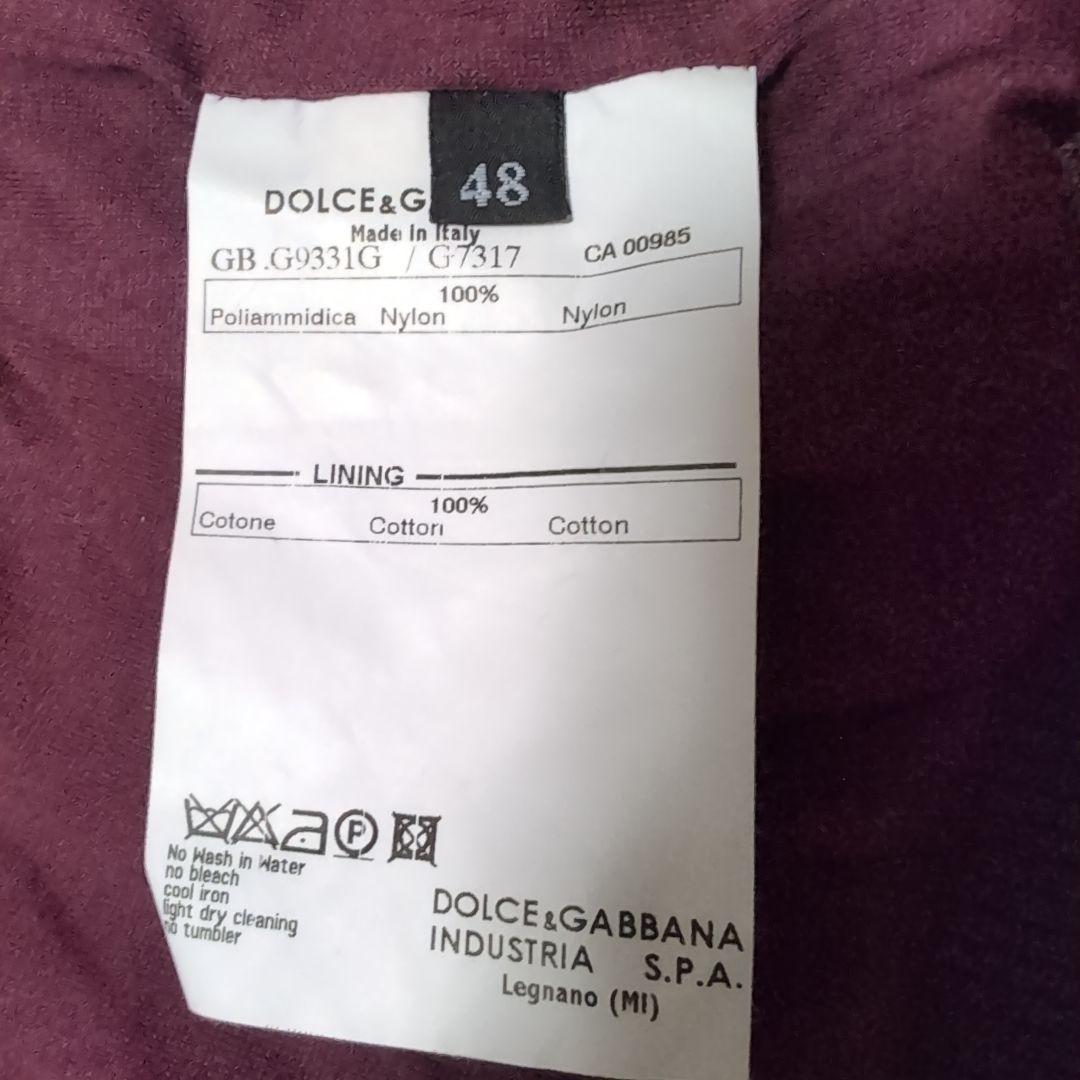 48
DOLCE&G
Made in Italy
GB.G9331G / G7317 CA 00985
100%
Poliammidica Nylon Nylon
LINING
100%
Cotone Cotton Cotton
P
No Wash in Water
no bleach
cool iron
light dry cleaning
no tumbler
DOLCE&GABBANA
INDUSTRIA S.P.A.
Legnano (MI)